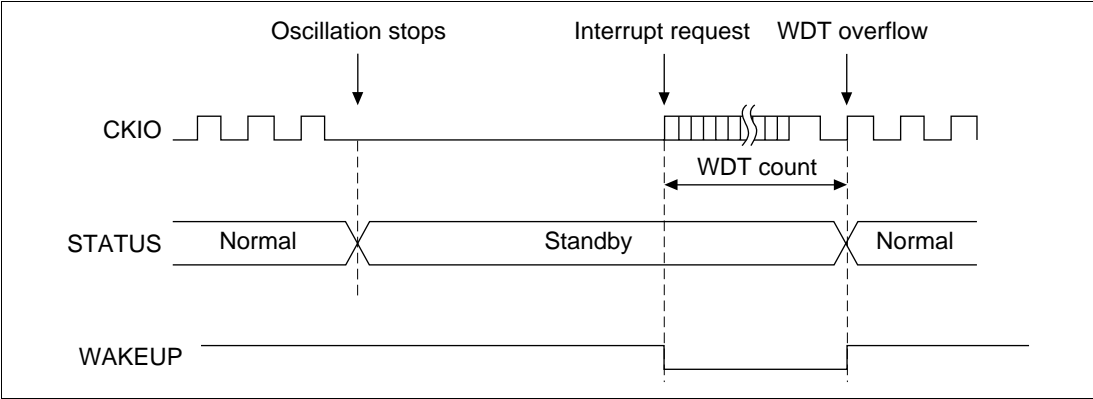 Oscillation stops Interrupt request WDT overflow
CKIO
WDT count
STATUS Normal Standby Normal
WAKEUP